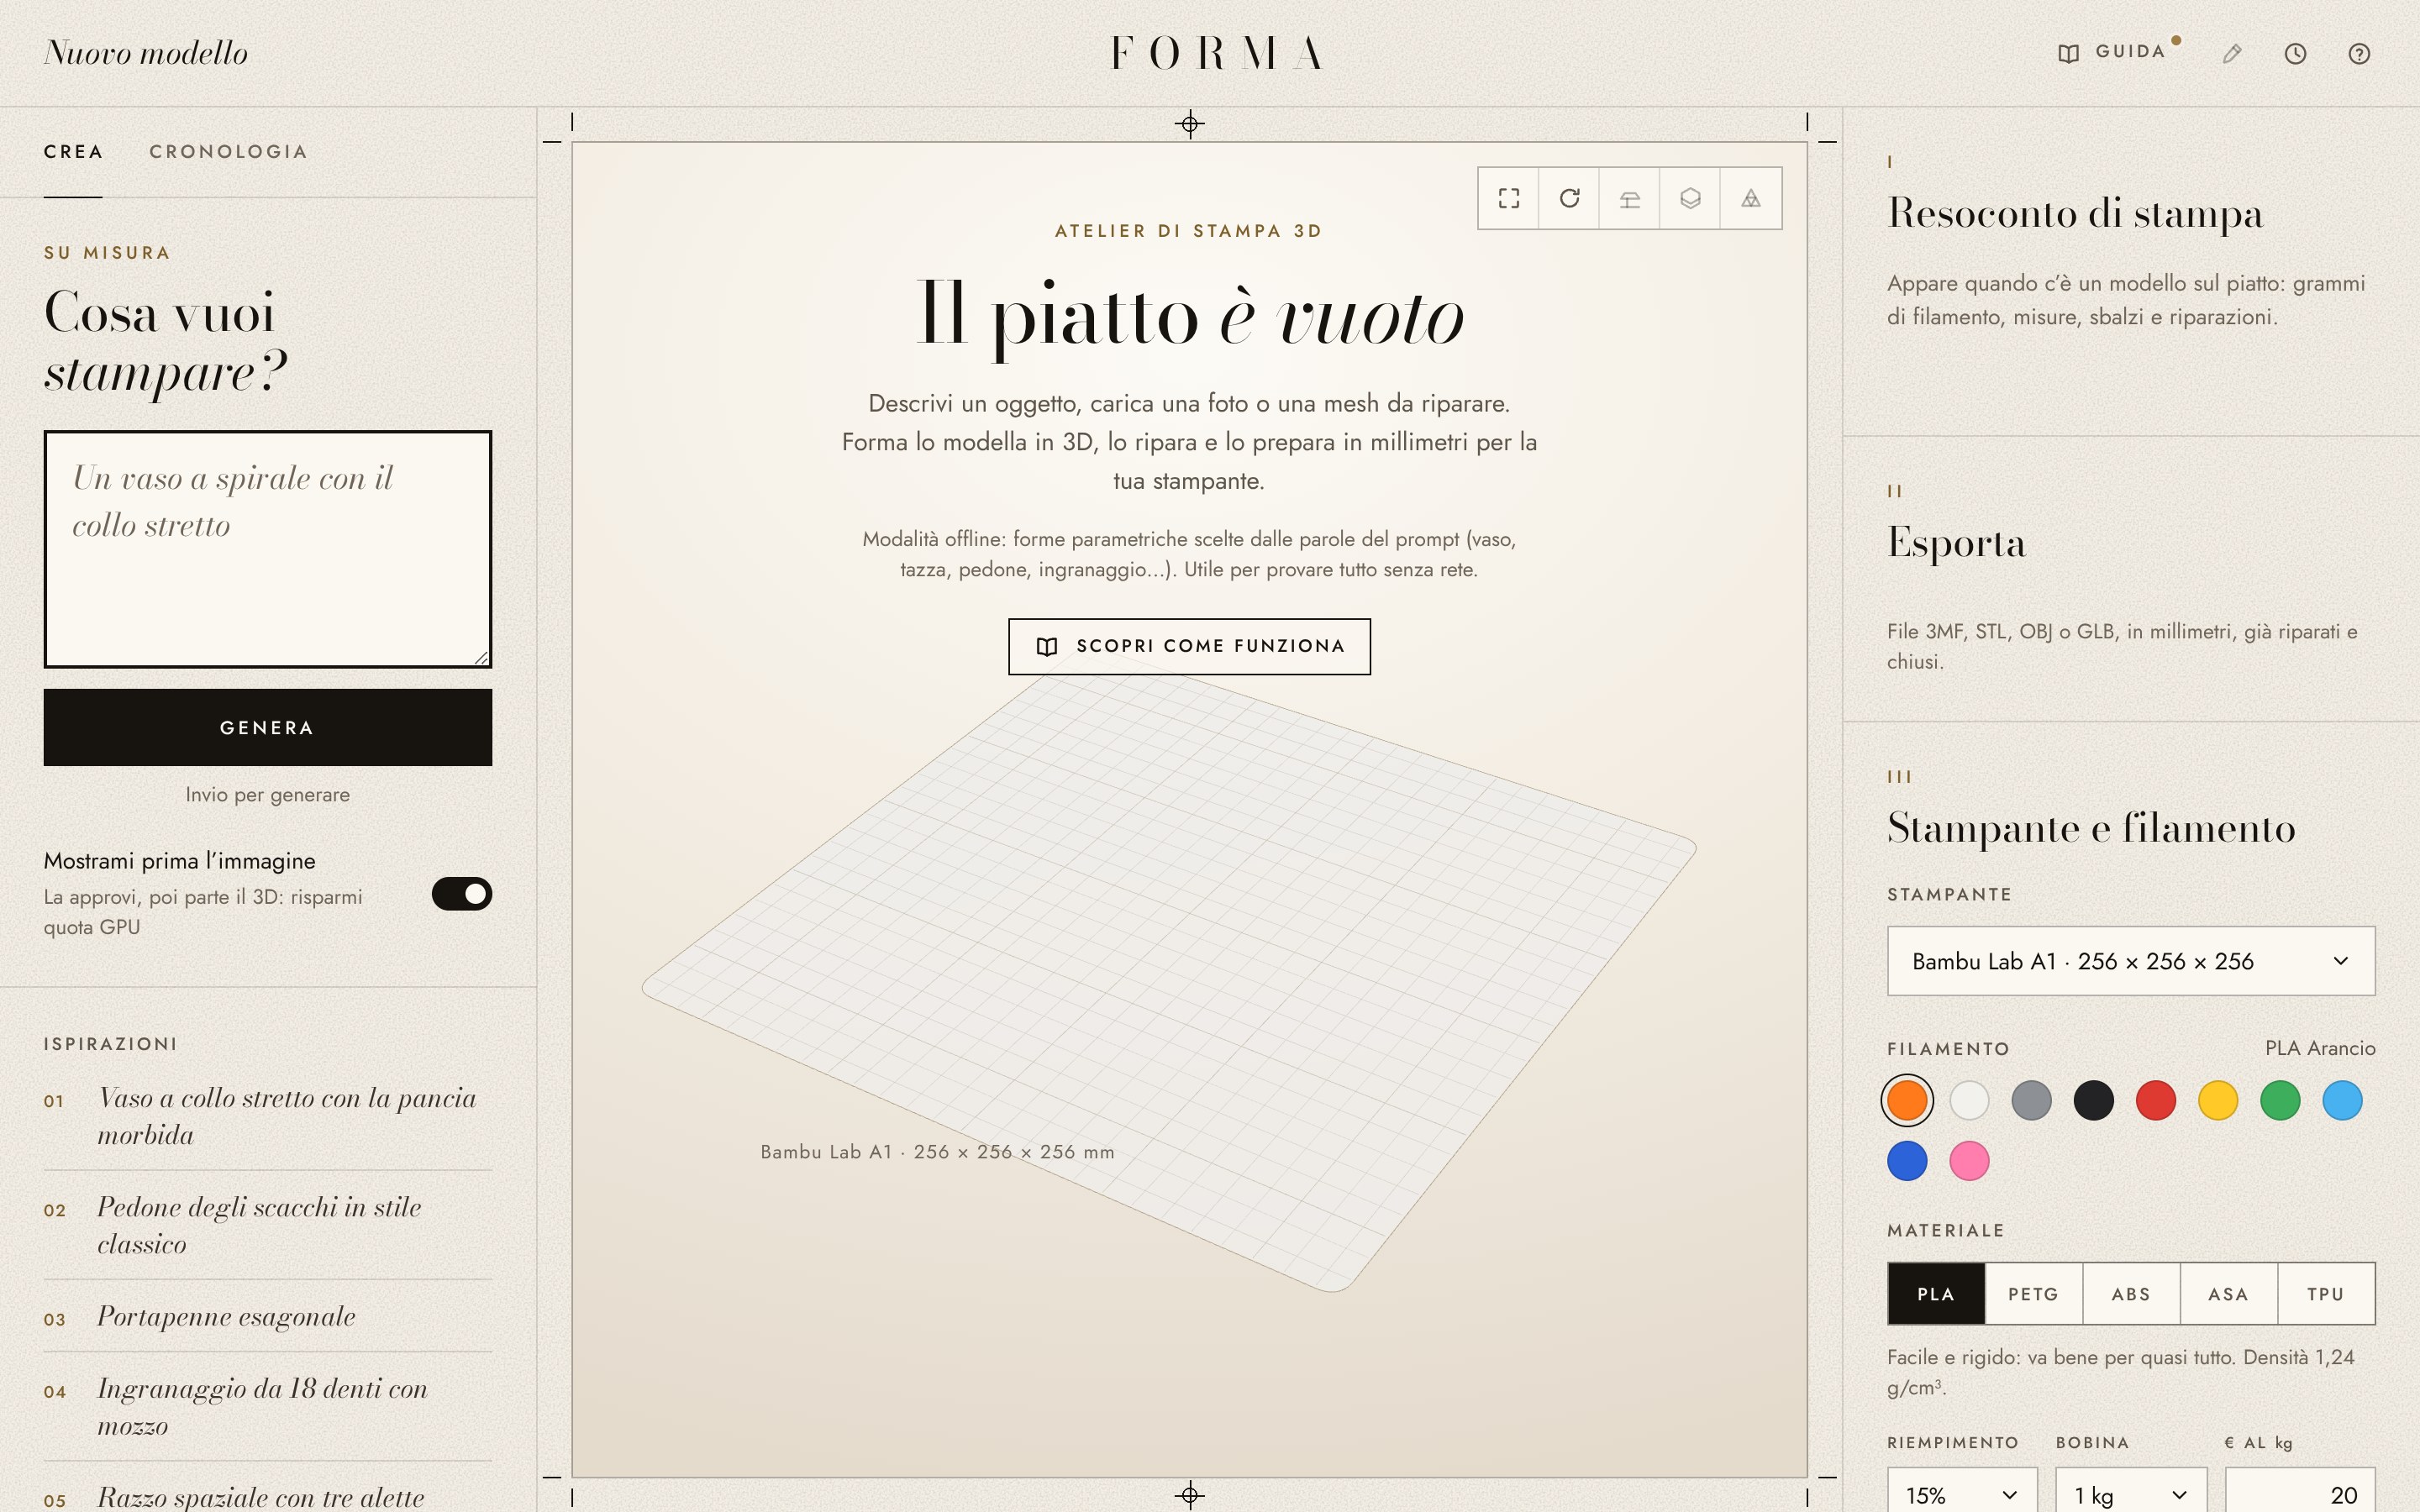 Nuovo modello
FORMA
GUIDA
CREA
CRONOLOGIA
SU MISURA
Cosa vuoi
stampare?
Un vaso a spirale con il
collo stretto
GENERA
Invio per generare
Mostrami prima l'immagine
La approvi, poi parte il 3D: risparmi
quota GPU
ISPIRAZIONI
01 Vaso a collo stretto con la pancia
morbida
02 Pedone degli scacchi in stile
classico
03 Portapenne esagonale
04 Ingranaggio da 18 denti con
mozzo
05 Razzo spaziale con tre alette
ATELIER DI STAMPA 3D
Il piatto è vuoto
Descrivi un oggetto, carica una foto o una mesh da riparare.
Forma lo modella in 3D, lo ripara e lo prepara in millimetri per la
tua stampante.
Modalità offline: forme parametriche scelte dalle parole del prompt (vaso,
tazza, pedone, ingranaggio...). Utile per provare tutto senza rete.
SCOPRI COME FUNZIONA
Bambu Lab A1 · 256 × 256 × 256 mm
I
Resoconto di stampa
Appare quando c'è un modello sul piatto: grammi
di filamento, misure, sbalzi e riparazioni.
II
Esporta
File 3MF, STL, OBJ o GLB, in millimetri, già riparati e
chiusi.
III
Stampante e filamento
STAMPANTE
Bambu Lab A1 · 256 × 256 × 256
FILAMENTO
PLA Arancio
MATERIALE
PLA PETG ABS ASA TPU
Facile e rigido: va bene per quasi tutto. Densità 1,24
g/cm³.
RIEMPIMENTO BOBINA € AL kg
15% 1 kg 20